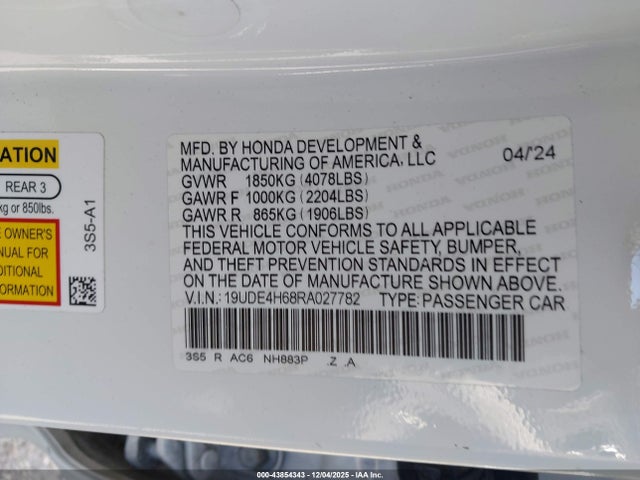 ATION
REAR 3
kg or 850lbs.
E OWNER'S
ANUAL FOR
DITIONAL
FORMATION
3S5-A1
MFD. BY HONDA DEVELOPMENT &
MANUFACTURING OF AMERICA, LLC 04/'24
GVWR 1850KG (4078LBS)
GAWR F 1000KG (2204LBS)
GAWR R 865KG (1906LBS)
THIS VEHICLE CONFORMS TO ALL APPLICABLE
FEDERAL MOTOR VEHICLE SAFETY, BUMPER,
AND THEFT PREVENTION STANDARDS IN EFFECT
ON THE DATE OF MANUFACTURE SHOWN ABOVE.
V.I.N.: 19UDE4H68RA027782 TYPE: PASSENGER CAR
3S5 R AC6 NH883P .Z .A
000-43854343 | 12/04/2025 | IAA